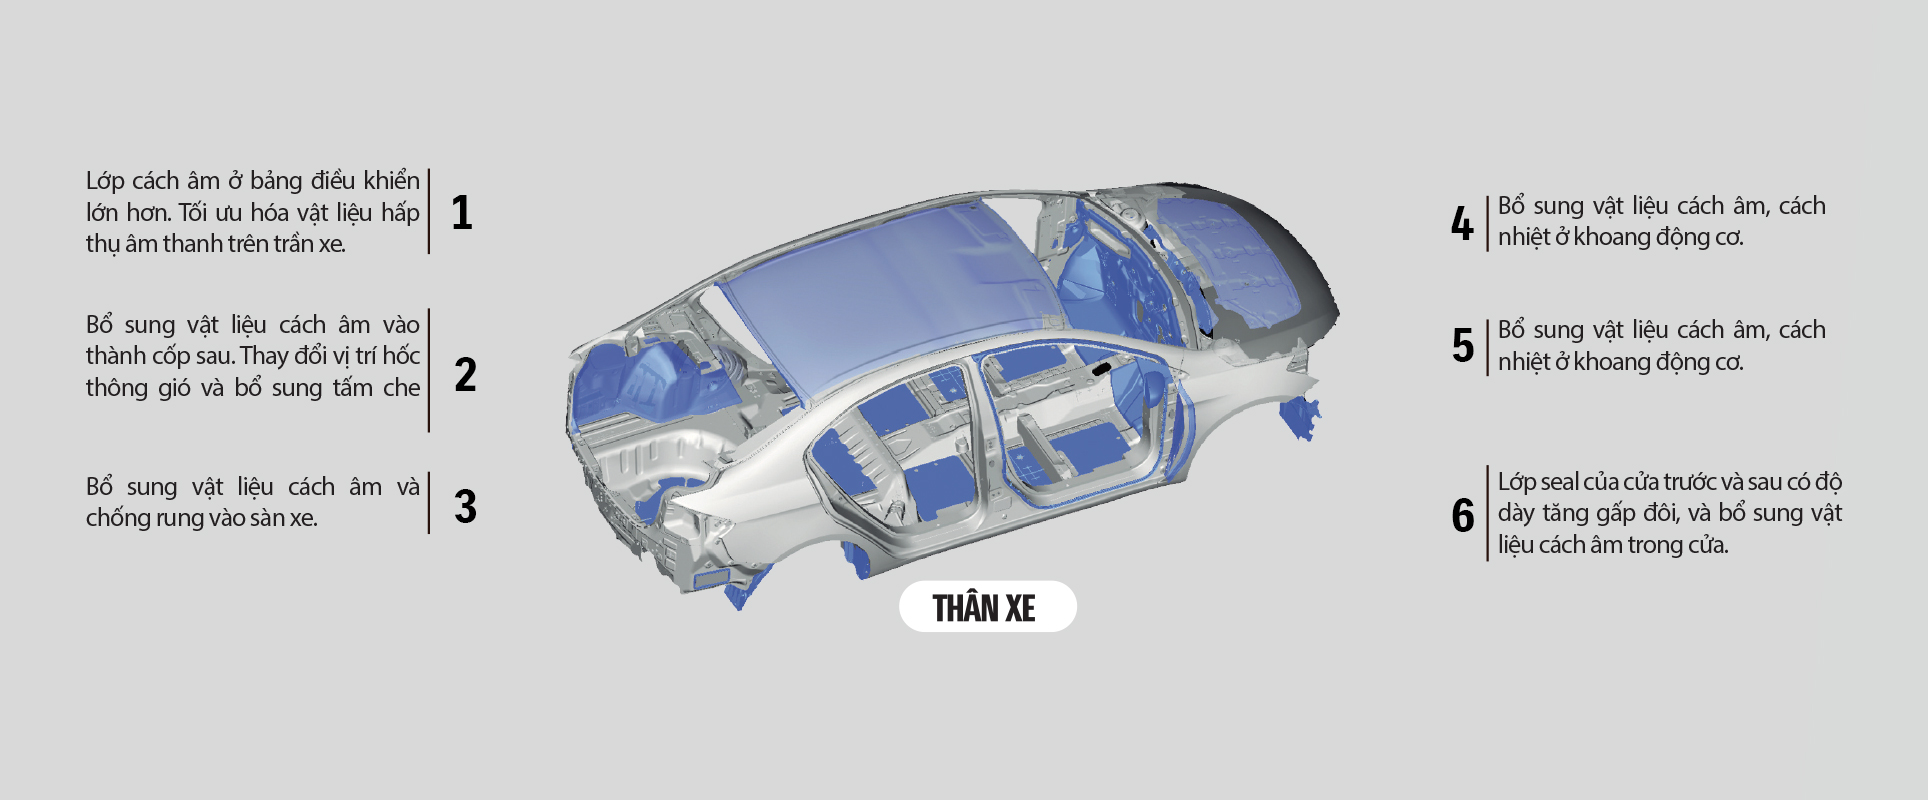 Lớp cách âm ở bảng điều khiển
lớn hơn. Tối ưu hóa vật liệu hấp
thụ âm thanh trên trần xe.
1
Bổ sung vật liệu cách âm vào
thành cốp sau. Thay đổi vị trí hốc
thông gió và bổ sung tấm che
2
Bổ sung vật liệu cách âm và
chống rung vào sàn xe.
3
4
Bổ sung vật liệu cách âm, cách
nhiệt ở khoang động cơ.
5
Bổ sung vật liệu cách âm, cách
nhiệt ở khoang động cơ.
6
Lớp seal của cửa trước và sau có độ
dày tăng gấp đôi, và bổ sung vật
liệu cách âm trong cửa.
THÂN XE